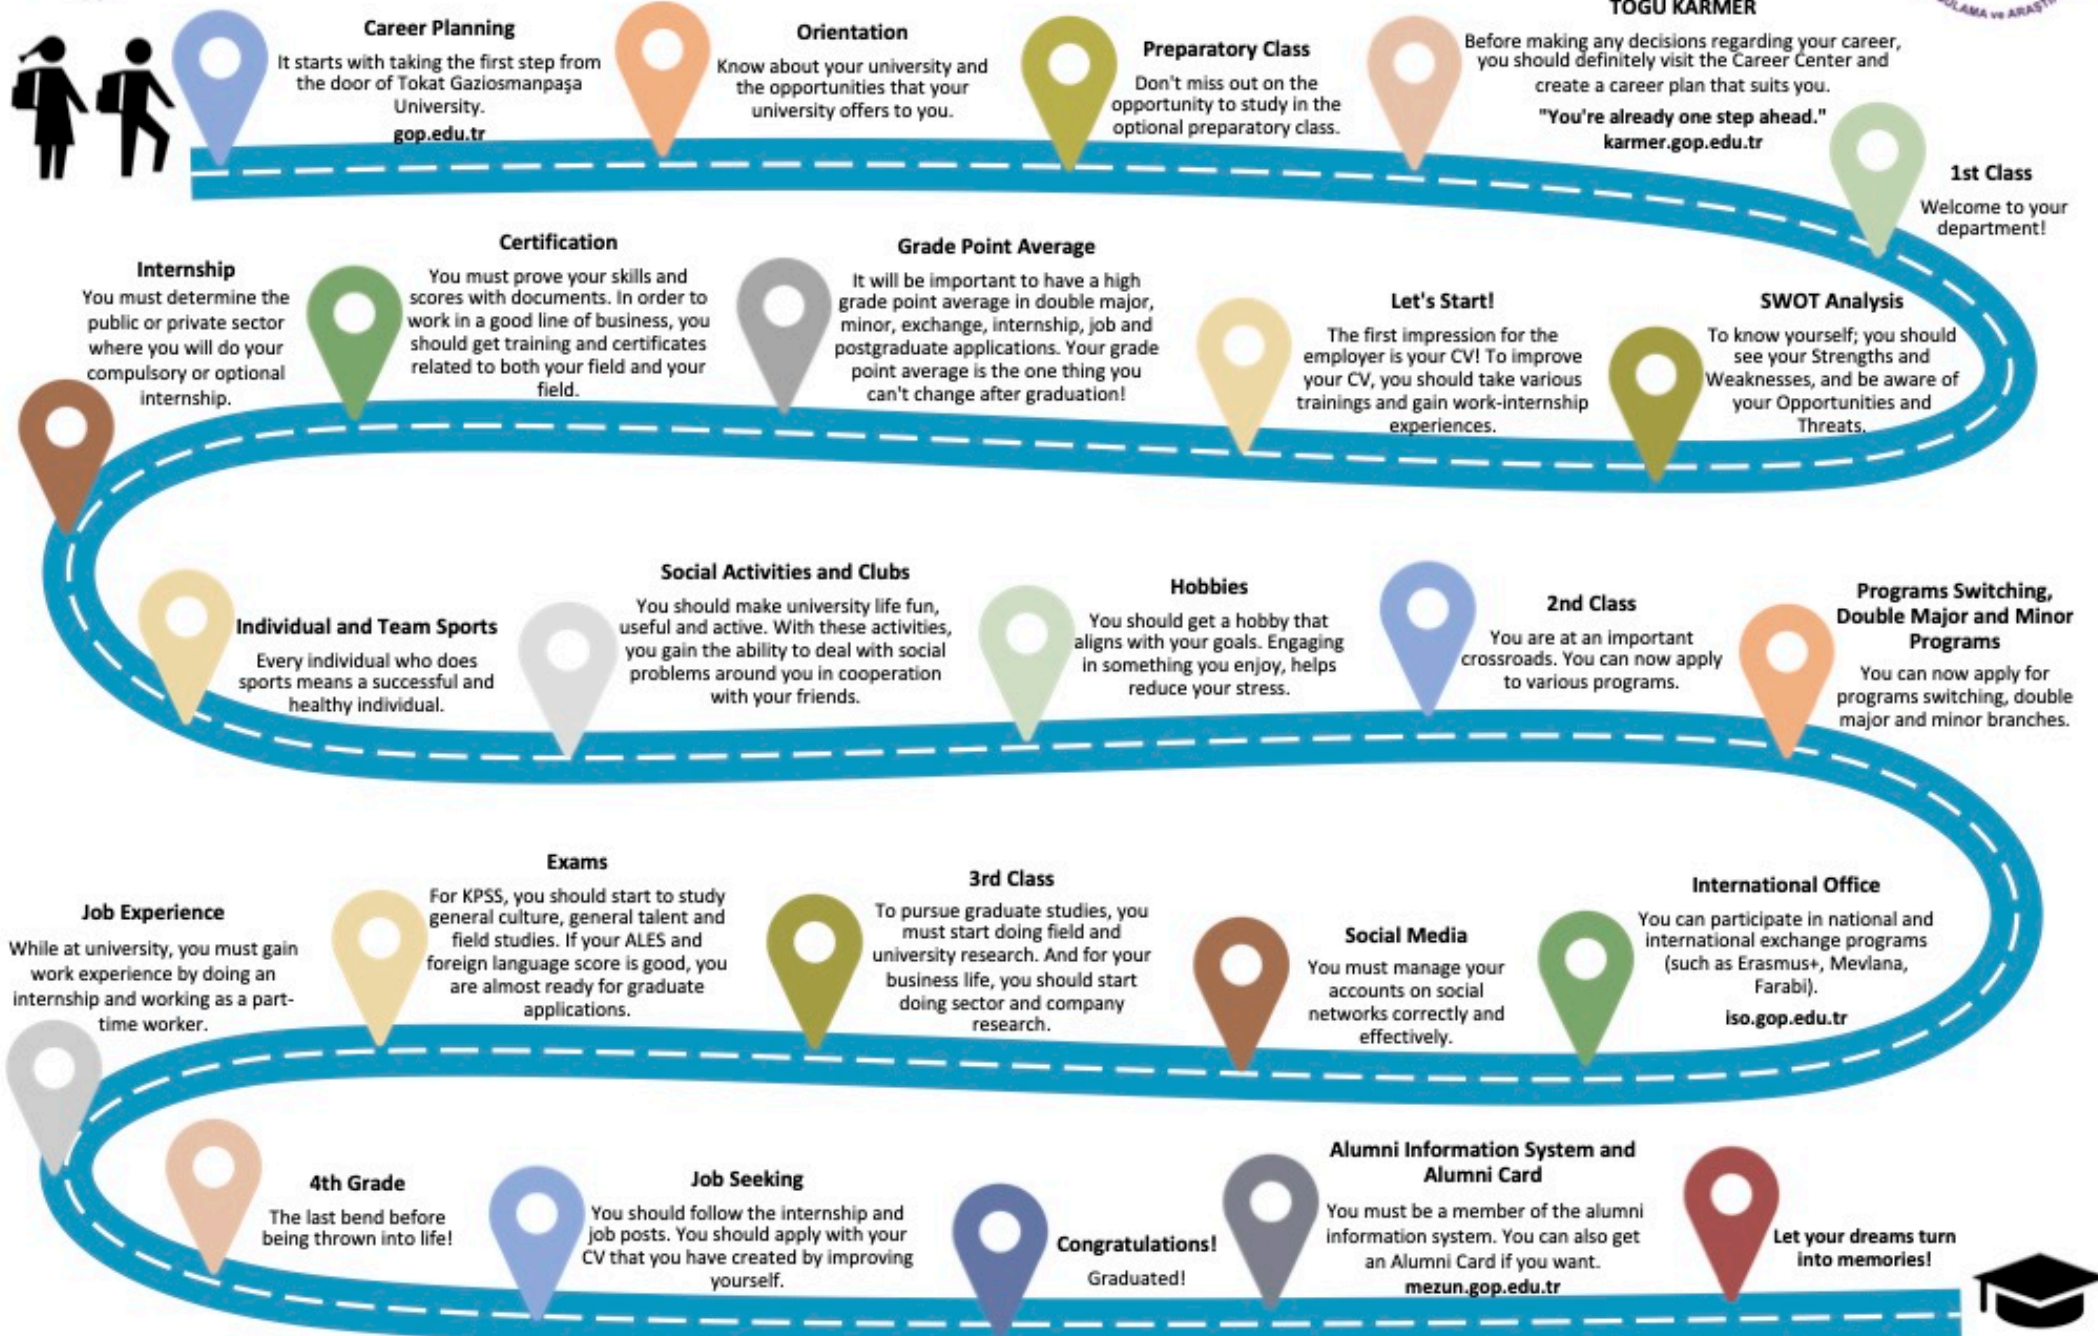 Career Planning
It starts with taking the first step from
the door of Tokat Gaziosmanpaşa
University.
gop.edu.tr
Orientation
Know about your university and
the opportunities that your
university offers to you.
Preparatory Class
Don't miss out on the
opportunity to study in the
optional preparatory class.
TOGÜ KARMER
Before making any decisions regarding your career,
you should definitely visit the Career Center and
create a career plan that suits you.
"You're already one step ahead."
karmer.gop.edu.tr
ULAMA ve ARAŞTI
1st Class
Welcome to your
department!
SWOT Analysis
To know yourself; you should
see your Strengths and
Weaknesses, and be aware of
your Opportunities and
Threats.
Let's Start!
The first impression for the
employer is your CV! To improve
your CV, you should take various
trainings and gain work-internship
experiences.
Grade Point Average
It will be important to have a high
grade point average in double major,
minor, exchange, internship, job and
postgraduate applications. Your grade
point average is the one thing you
can't change after graduation!
Certification
You must prove your skills and
scores with documents. In order to
work in a good line of business, you
should get training and certificates
related to both your field and your
field.
Internship
You must determine the
public or private sector
where you will do your
compulsory or optional
internship.
Individual and Team Sports
Every individual who does
sports means a successful and
healthy individual.
Social Activities and Clubs
You should make university life fun,
useful and active. With these activities,
you gain the ability to deal with social
problems around you in cooperation
with your friends.
Hobbies
You should get a hobby that
aligns with your goals. Engaging
in something you enjoy, helps
reduce your stress.
2nd Class
You are at an important
crossroads. You can now apply
to various programs.
Programs Switching,
Double Major and Minor
Programs
You can now apply for
programs switching, double
major and minor branches.
International Office
You can participate in national and
international exchange programs
(such as Erasmus+, Mevlana,
Farabi).
iso.gop.edu.tr
Social Media
You must manage your
accounts on social
networks correctly and
effectively.
3rd Class
To pursue graduate studies, you
must start doing field and
university research. And for your
business life, you should start
doing sector and company
research.
Exams
For KPSS, you should start to study
general culture, general talent and
field studies. If your ALES and
foreign language score is good, you
are almost ready for graduate
applications.
Job Experience
While at university, you must gain
work experience by doing an
internship and working as a part-
time worker.
4th Grade
The last bend before
being thrown into life!
Job Seeking
You should follow the internship and
job posts. You should apply with your
CV that you have created by improving
yourself.
Congratulations!
Graduated!
Alumni Information System and
Alumni Card
You must be a member of the alumni
information system. You can also get
an Alumni Card if you want.
mezun.gop.edu.tr
Let your dreams turn
into memories!